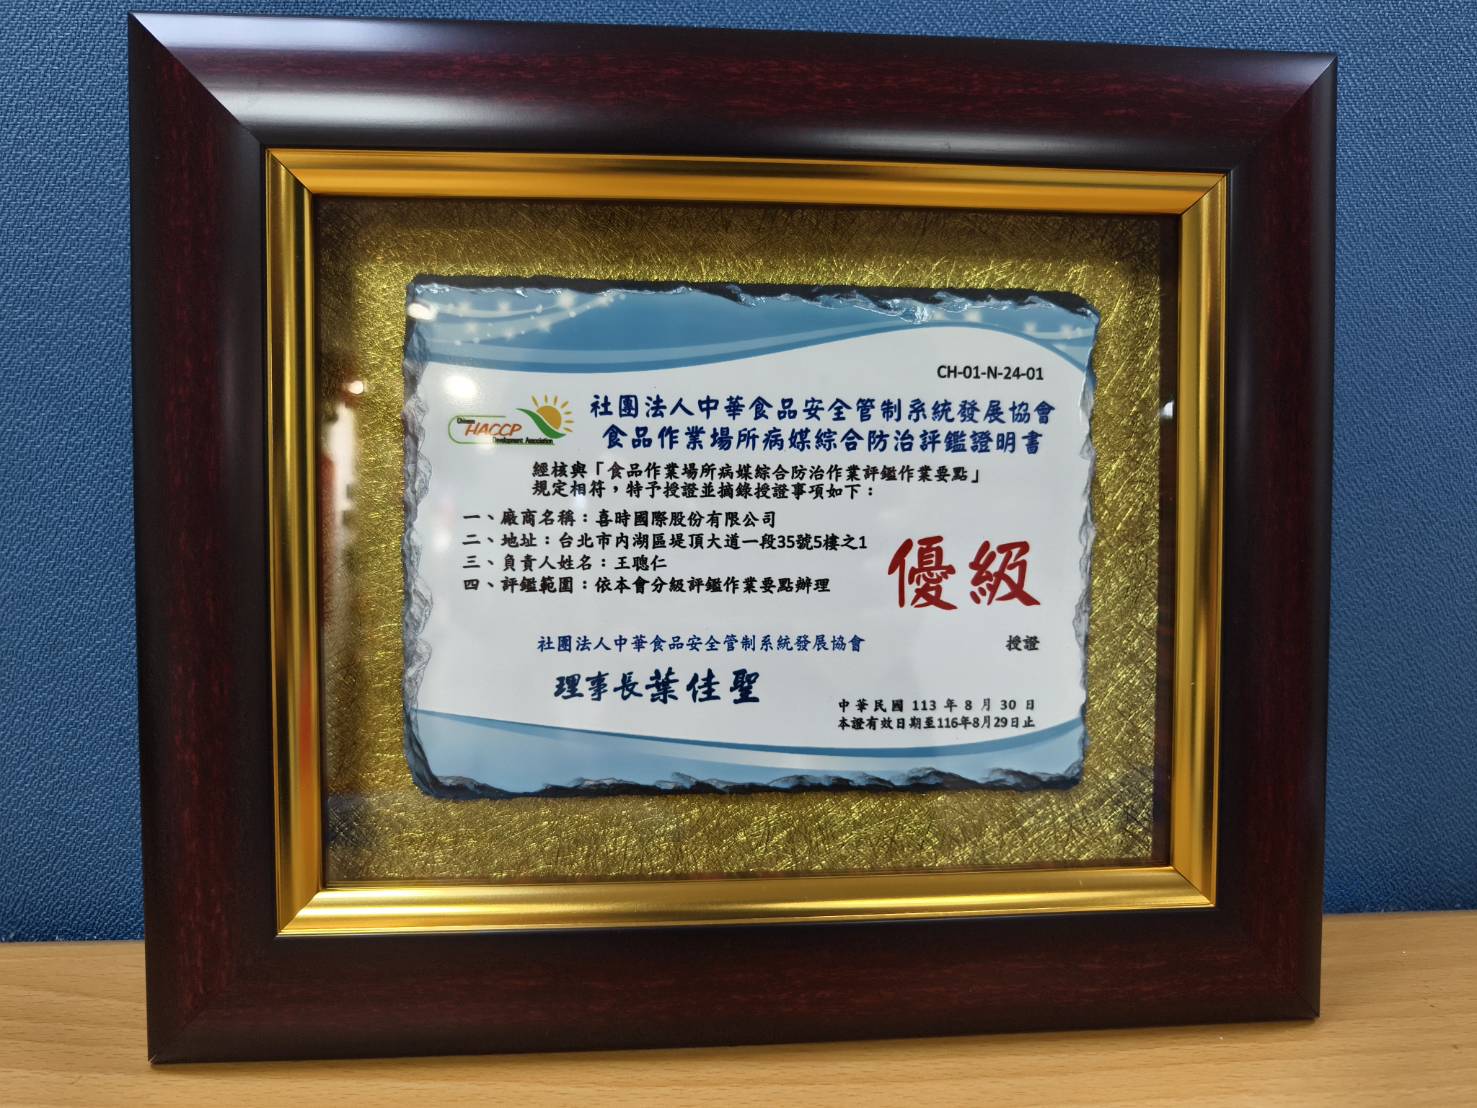 CH-01-N-24-01
Chinese
HACCP
Development Association
社團法人中華食品安全管制系統發展協會
食品作業場所病媒綜合防治評鑑證明書
經核與「食品作業場所病媒綜合防治作業評鑑作業要點」
規定相符，特予授證並摘錄授證事項如下：
一、廠商名稱：喜時國際股份有限公司
二、地址：台北市內湖區堤頂大道一段35號5樓之1
三、負責人姓名：王聰仁
四、評鑑範圍：依本會分級評鑑作業要點辦理
優級
社團法人中華食品安全管制系統發展協會
授證
理事長葉佳聖
中華民國 113 年 8 月 30 日
本證有效日期至116年8月29日止